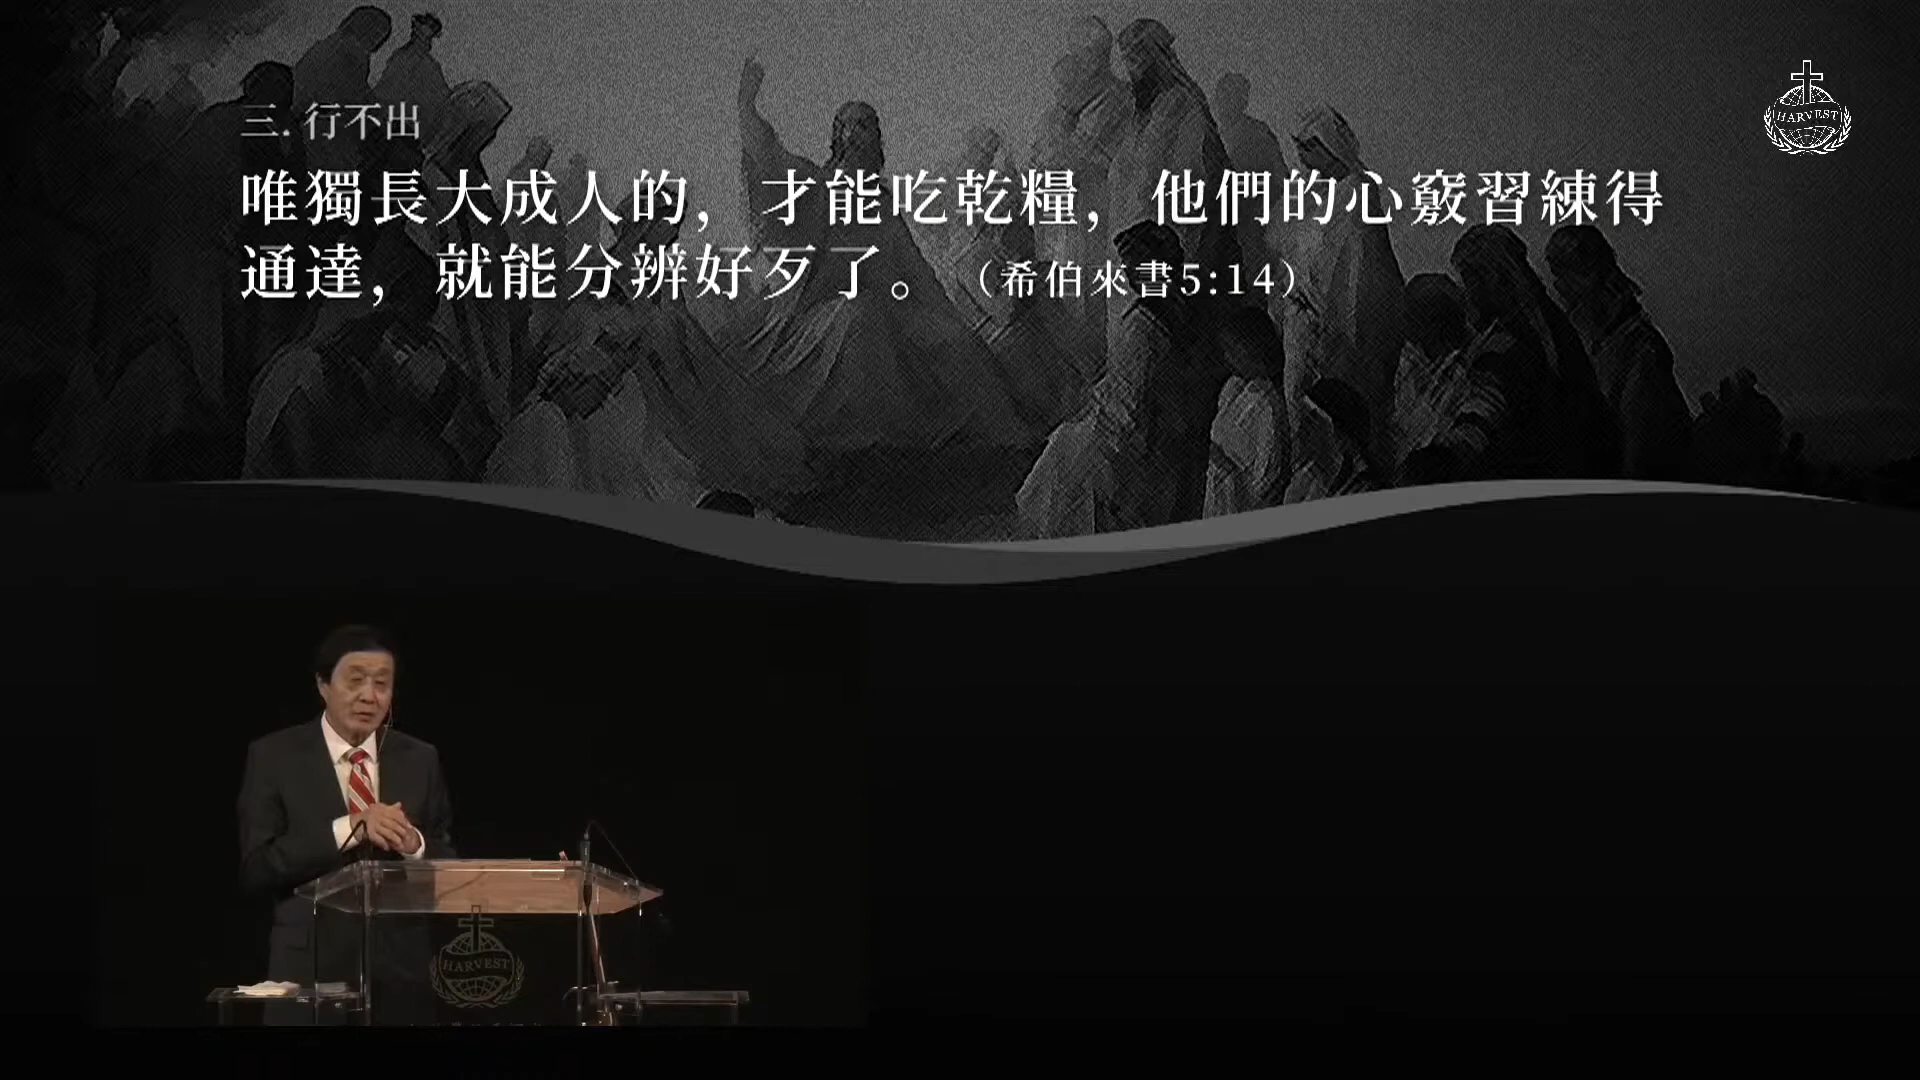 三. 行不出
HARVEST
唯獨長大成人的，才能吃乾糧，他們的心竅習練得
通達，就能分辨好歹了。（希伯來書5:14）
HARVEST